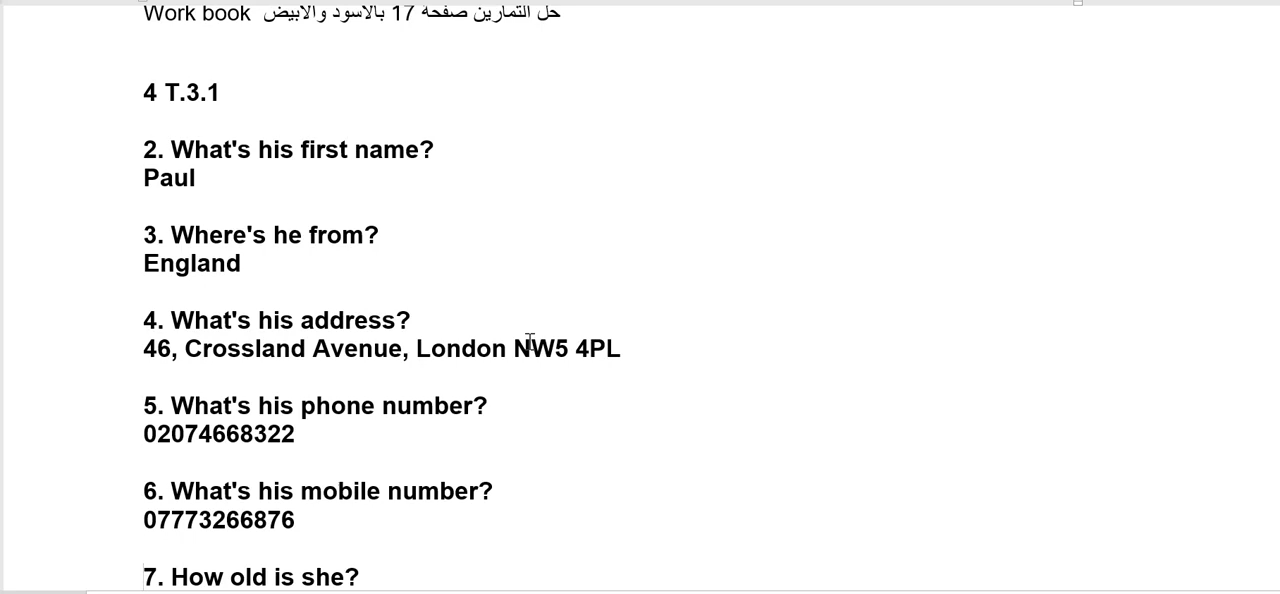 Work book حل التمارين صفحة 17 بالاسود والابيض
4 T.3.1
2. What's his first name?
Paul
3. Where's he from?
England
4. What's his address?
46, Crossland Avenue, London NW5 4PL
5. What's his phone number?
02074668322
6. What's his mobile number?
07773266876
7. How old is she?